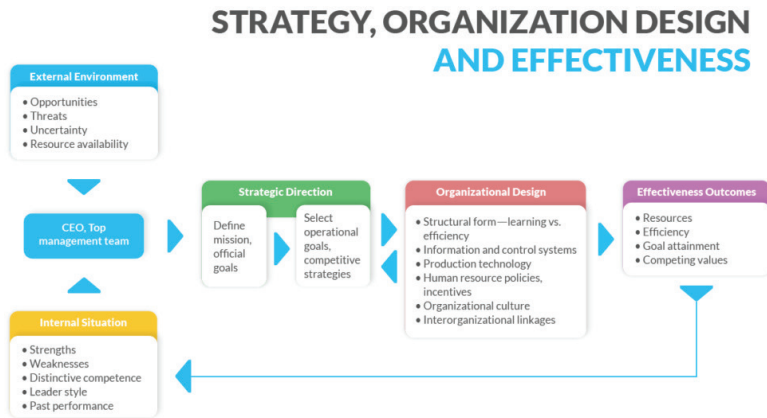 STRATEGY, ORGANIZATION DESIGN
AND EFFECTIVENESS
External Environment
• Opportunities
• Threats
• Uncertainty
• Resource availability
CEO, Top
management team
Internal Situation
• Strengths
• Weaknesses
• Distinctive competence
• Leader style
• Past performance
Strategic Direction
Define
mission,
official
goals
Select
operational
goals,
competitive
strategies
Organizational Design
• Structural form—learning vs.
efficiency
• Information and control systems
• Production technology
• Human resource policies,
incentives
• Organizational culture
• Interorganizational linkages
Effectiveness Outcomes
• Resources
• Efficiency
• Goal attainment
• Competing values